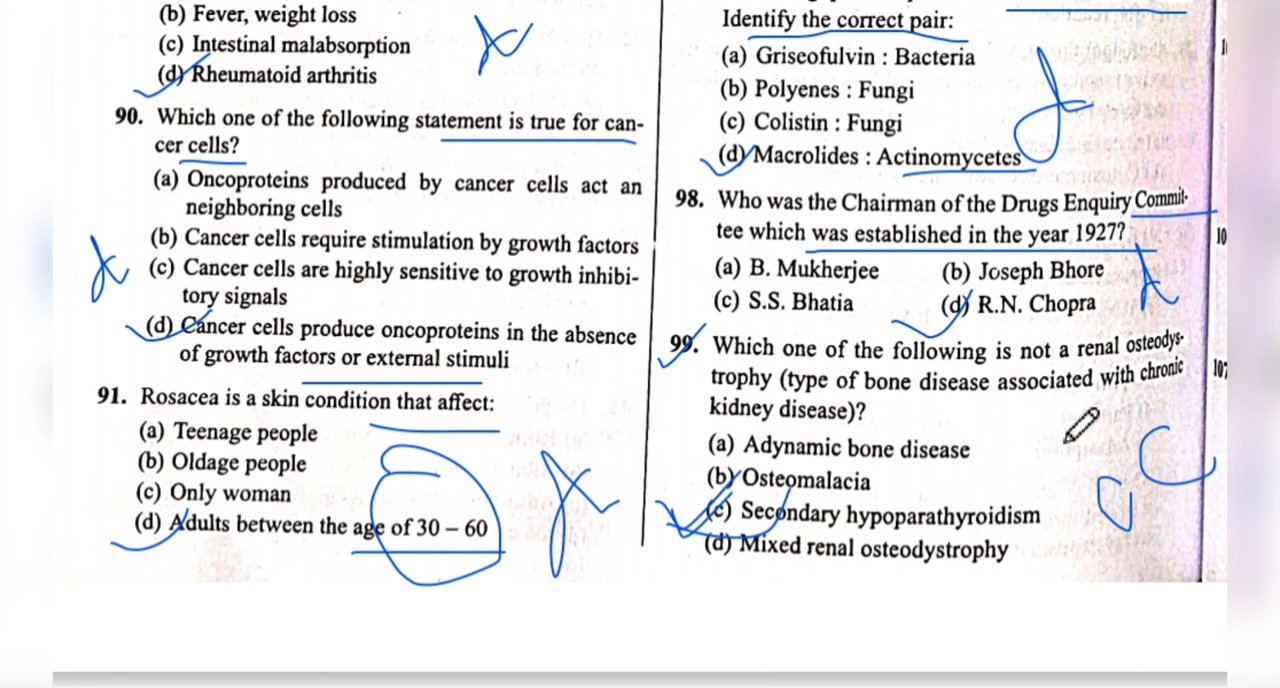 (b) Fever, weight loss
(c) Intestinal malabsorption
(d) Rheumatoid arthritis
90. Which one of the following statement is true for can-
cer cells?
(a) Oncoproteins produced by cancer cells act an
neighboring cells
(b) Cancer cells require stimulation by growth factors
(c) Cancer cells are highly sensitive to growth inhibi-
tory signals
(d) Cancer cells produce oncoproteins in the absence
of growth factors or external stimuli
91. Rosacea is a skin condition that affect:
(a) Teenage people
(b) Oldage people
(c) Only woman
(d) Adults between the age of 30 – 60
Identify the correct pair:
(a) Griseofulvin : Bacteria
(b) Polyenes : Fungi
(c) Colistin : Fungi
(d) Macrolides : Actinomycetes
98. Who was the Chairman of the Drugs Enquiry Commit-
tee which was established in the year 1927?
(a) B. Mukherjee (b) Joseph Bhore
(c) S.S. Bhatia (d) R.N. Chopra
99. Which one of the following is not a renal osteodys-
trophy (type of bone disease associated with chronic
kidney disease)?
(a) Adynamic bone disease
(b) Osteomalacia
(c) Secondary hypoparathyroidism
(d) Mixed renal osteodystrophy